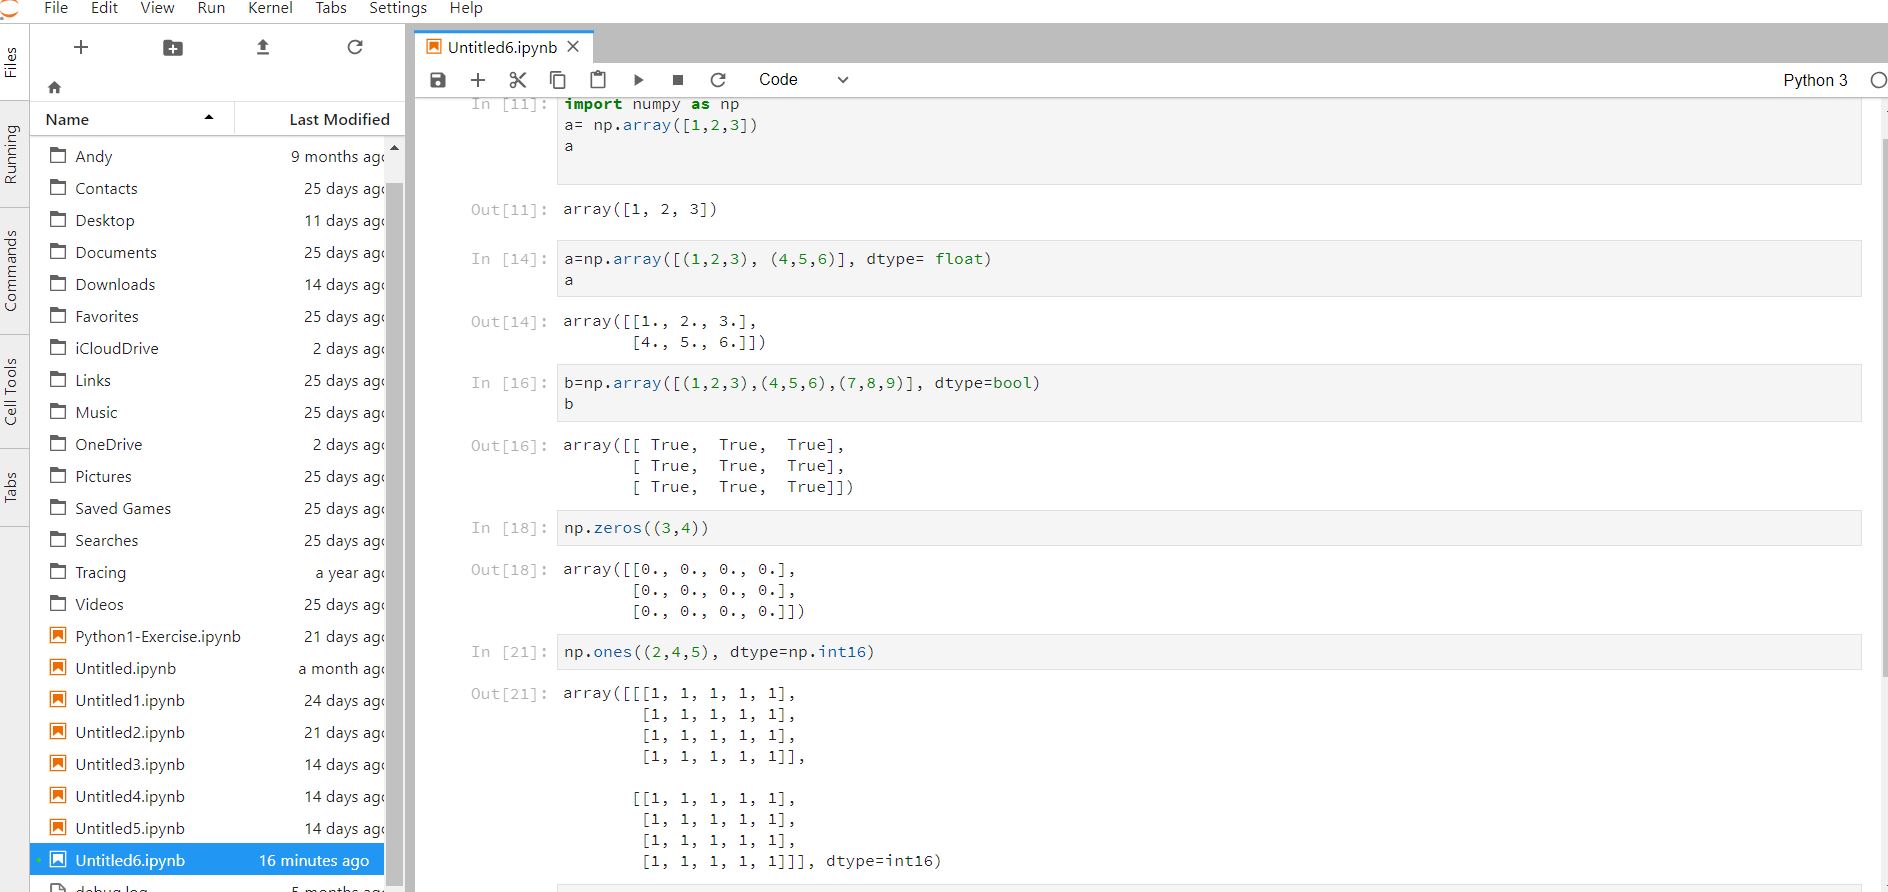 File Edit View Run Kernel Tabs Settings Help
Files
Running
Commands
Cell Tools
Tabs
Name Last Modified
Andy 9 months ago
Contacts 25 days ago
Desktop 11 days ago
Documents 25 days ago
Downloads 14 days ago
Favorites 25 days ago
iCloudDrive 2 days ago
Links 25 days ago
Music 25 days ago
OneDrive 2 days ago
Pictures 25 days ago
Saved Games 25 days ago
Searches 25 days ago
Tracing a year ago
Videos 25 days ago
Python1-Exercise.ipynb 21 days ago
Untitled.ipynb a month ago
Untitled1.ipynb 24 days ago
Untitled2.ipynb 21 days ago
Untitled3.ipynb 14 days ago
Untitled4.ipynb 14 days ago
Untitled5.ipynb 14 days ago
Untitled6.ipynb 16 minutes ago
debug.log 5 months ago
Untitled6.ipynb
Code Python 3
In [11]: import numpy as np
a= np.array([1,2,3])
a
Out[11]: array([1, 2, 3])
In [14]: a=np.array([(1,2,3), (4,5,6)], dtype= float)
a
Out[14]: array([[1., 2., 3.],
[4., 5., 6.]])
In [16]: b=np.array([(1,2,3),(4,5,6),(7,8,9)], dtype=bool)
b
Out[16]: array([[ True,  True,  True],
[ True,  True,  True],
[ True,  True,  True]])
In [18]: np.zeros((3,4))
Out[18]: array([[0., 0., 0., 0.],
[0., 0., 0., 0.],
[0., 0., 0., 0.]])
In [21]: np.ones((2,4,5), dtype=np.int16)
Out[21]: array([[[1, 1, 1, 1, 1],
[1, 1, 1, 1, 1],
[1, 1, 1, 1, 1],
[1, 1, 1, 1, 1]],
[[1, 1, 1, 1, 1],
[1, 1, 1, 1, 1],
[1, 1, 1, 1, 1],
[1, 1, 1, 1, 1]]], dtype=int16)